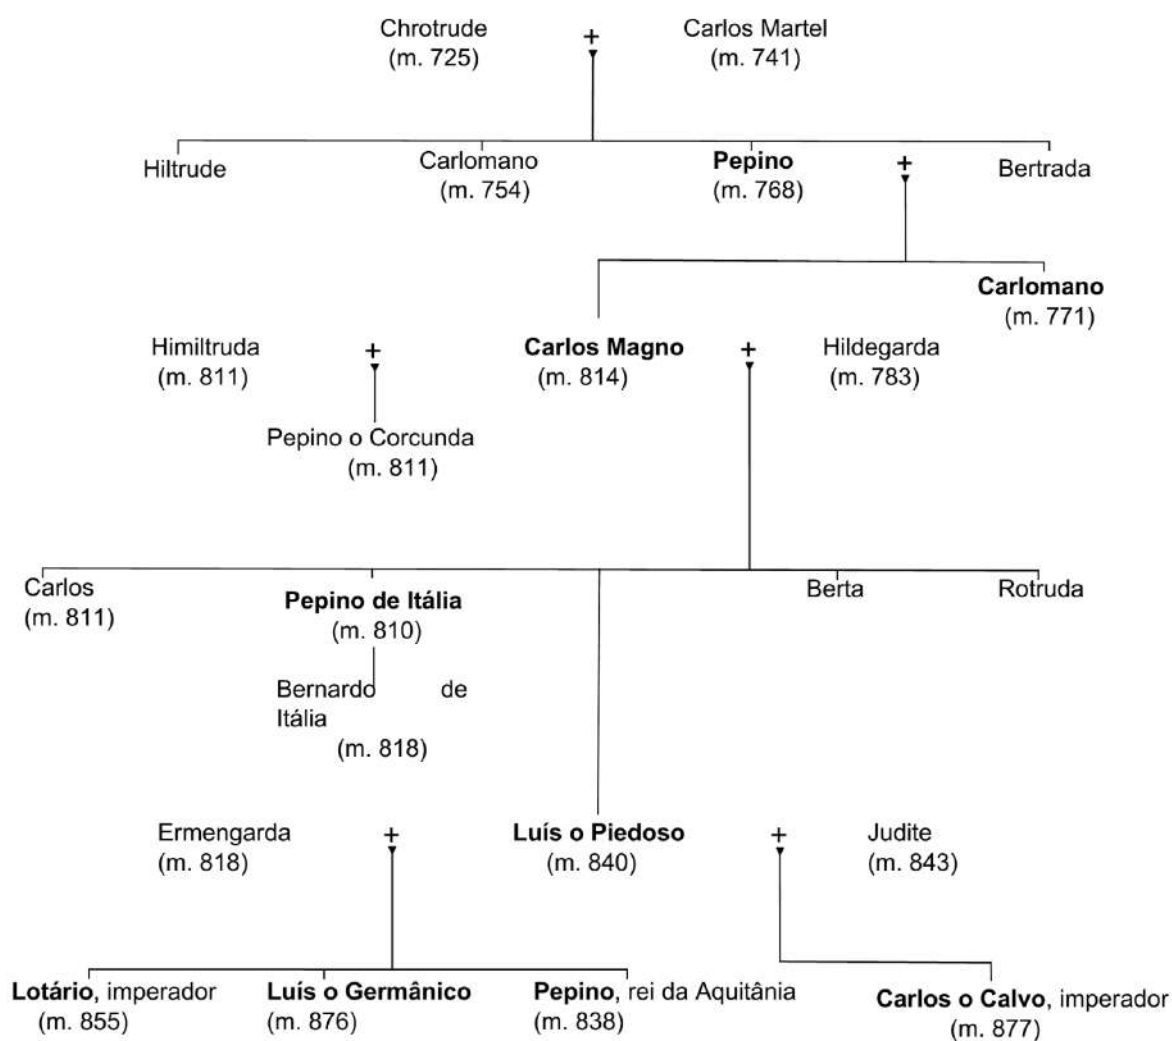 Chrotrude + Carlos Martel
(m. 725) (m. 741)
Hiltrude Carlomano Pepino + Bertrada
(m. 754) (m. 768)
Carlomano
(m. 771)
Himiltruda + Carlos Magno + Hildegarda
(m. 811) (m. 814) (m. 783)
Pepino o Corcunda
(m. 811)
Carlos Pepino de Itália Berta Rotruda
(m. 811) (m. 810)
Bernardo de
Itália
(m. 818)
Ermengarda + Luís o Piedoso + Judite
(m. 818) (m. 840) (m. 843)
Lotário, imperador Luís o Germânico Pepino, rei da Aquitânia Carlos o Calvo, imperador
(m. 855) (m. 876) (m. 838) (m. 877)